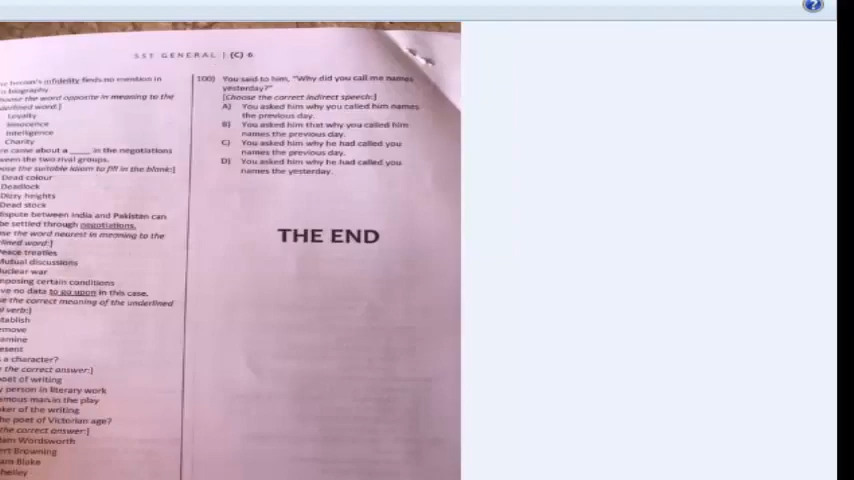 SST GENERAL | (C) 6
infidelity finds no mention in
biography
the word opposite in meaning to the
word:]
Loyalty
Innocence
Intelligence
Charity
came about a ____ in the negotiations
the two rival groups.
the suitable idiom to fill in the blank:]
Dead colour
Deadlock
Dizzy heights
Dead stock
dispute between India and Pakistan can
be settled through negotiations.
the word nearest in meaning to the
word:]
Peace treaties
Mutual discussions
Nuclear war
Imposing certain conditions
no data to go upon in this case.
the correct meaning of the underlined
verb:]
a character?
the correct answer:]
of writing
person in literary work
man in the play
of the writing
poet of Victorian age?
the correct answer:]
Wordsworth
Browning
Blake
Shelley
100) You said to him, "Why did you call me names
yesterday?"
[Choose the correct indirect speech:]
A) You asked him why you called him names
the previous day.
B) You asked him that why you called him
names the previous day.
C) You asked him why he had called you
names the previous day.
D) You asked him why he had called you
names the yesterday.
THE END